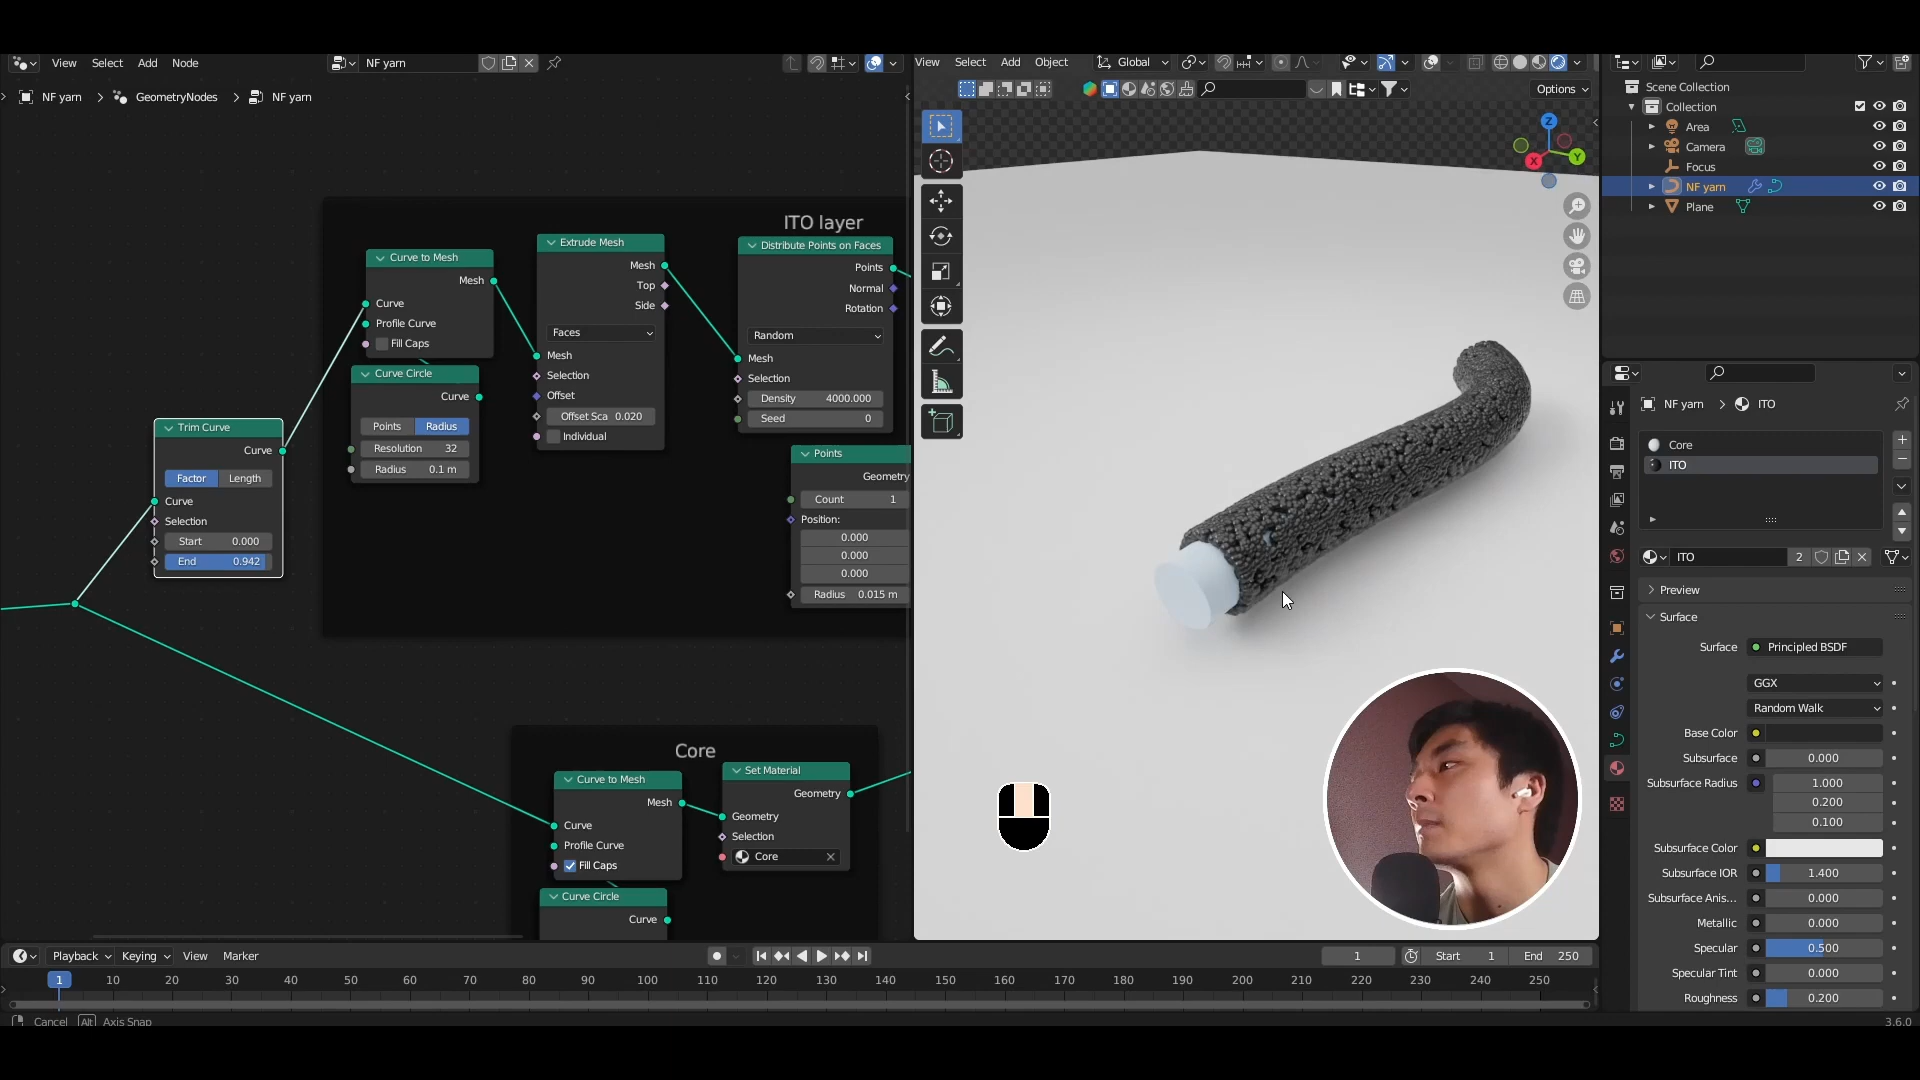 View Select Add Node NF yarn
View Select Add Object Global
NF yarn > GeometryNodes > NF yarn
Options
Scene Collection
Collection
Area
Camera
Focus
NF yarn
Plane
Z
Y
X
ITO layer
Curve to Mesh
Mesh
Curve
Profile Curve
Fill Caps
Extrude Mesh
Mesh
Top
Side
Faces
Mesh
Selection
Offset
Offset Sca 0.020
Individual
Distribute Points on Faces
Points
Normal
Rotation
Random
Mesh
Selection
Density 4000.000
Seed 0
Curve Circle
Curve
Points Radius
Resolution 32
Radius 0.1 m
Trim Curve
Curve
Factor Length
Curve
Selection
Start 0.000
End 0.942
Points
Geometry
Count 1
Position:
0.000
0.000
0.000
Radius 0.015 m
Core
Curve to Mesh
Mesh
Curve
Profile Curve
Fill Caps
Set Material
Geometry
Geometry
Selection
Core
Curve Circle
Curve
NF yarn > ITO
Core
ITO
ITO 2
Preview
Surface
Surface Principled BSDF
GGX
Random Walk
Base Color
Subsurface 0.000
Subsurface Radius 1.000
0.200
0.100
Subsurface Color
Subsurface IOR 1.400
Subsurface Anis... 0.000
Metallic 0.000
Specular 0.500
Specular Tint 0.000
Roughness 0.200
Playback Keying View Marker
1 Start 1 End 250
1 10 20 30 40 50 60 70 80 90 100 110 120 130 140 150 160 170 180 190 200 210 220 230 240 250
Cancel Alt Axis Snap
3.6.0